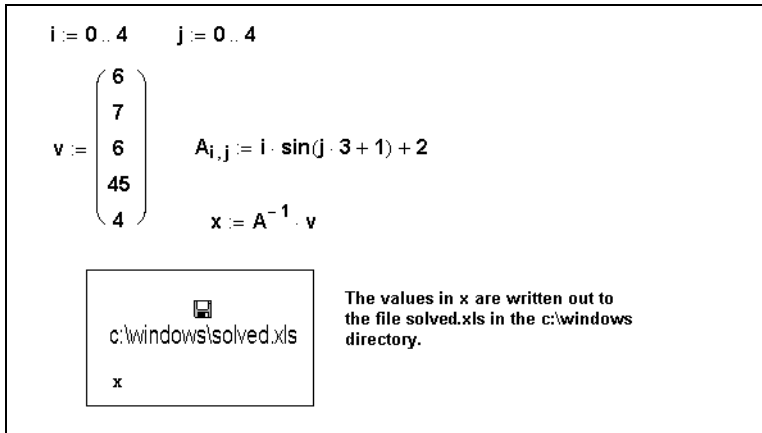 i := 0 .. 4 j := 0 .. 4
v := ( 6 7 6 45 4 )
A i , j := i · sin(j · 3 + 1) + 2
x := A^-1 · v
c:\windows\solved.xls
x
The values in x are written out to
the file solved.xls in the c:\windows
directory.